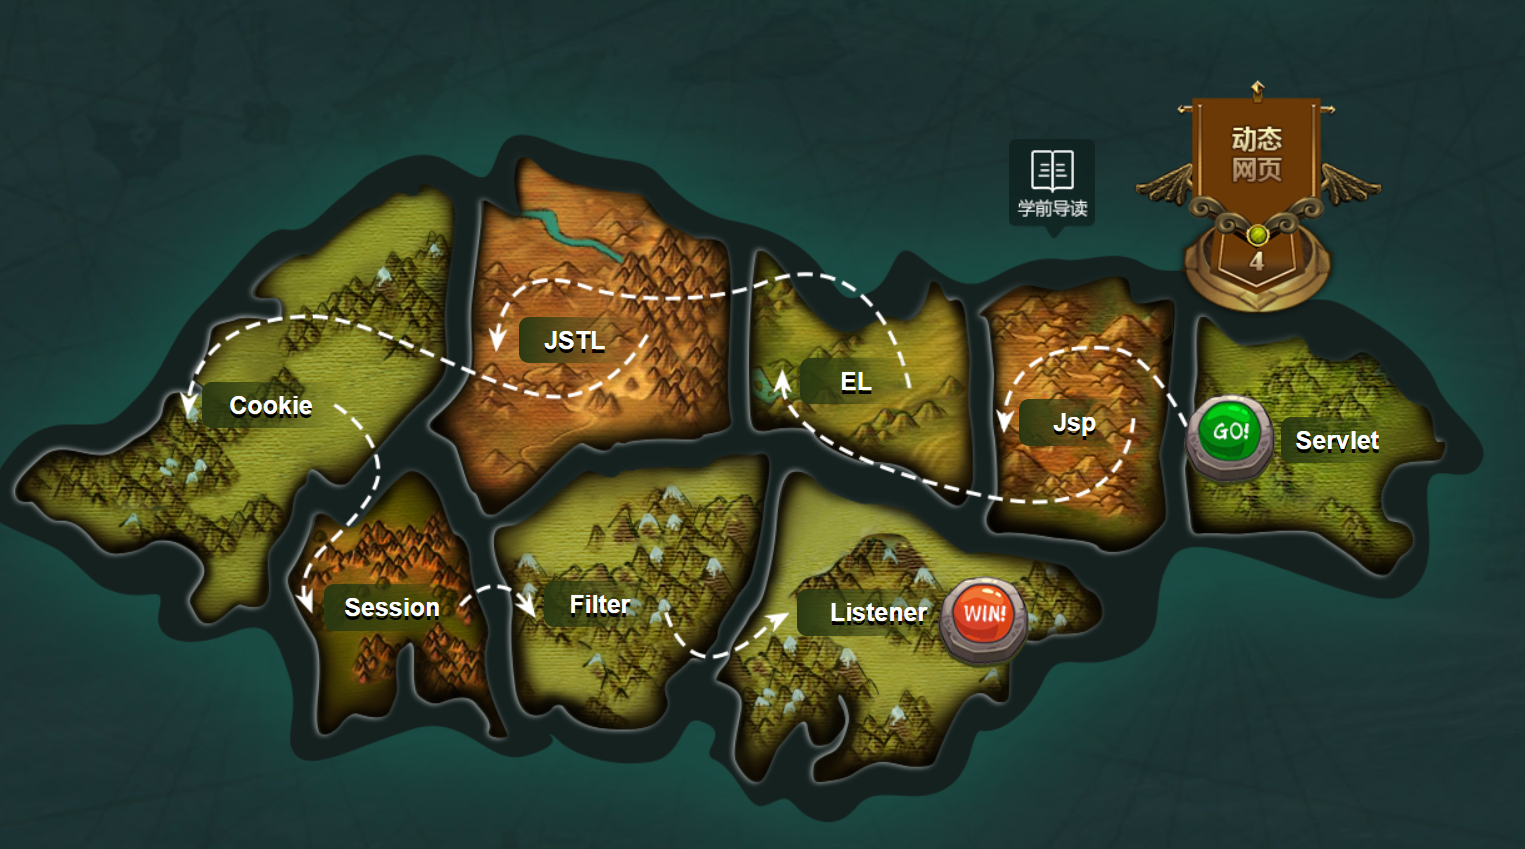 动态
网页
4
学前导读
JSTL
EL
Cookie
Jsp
GO!
Servlet
Session
Filter
Listener
WIN!